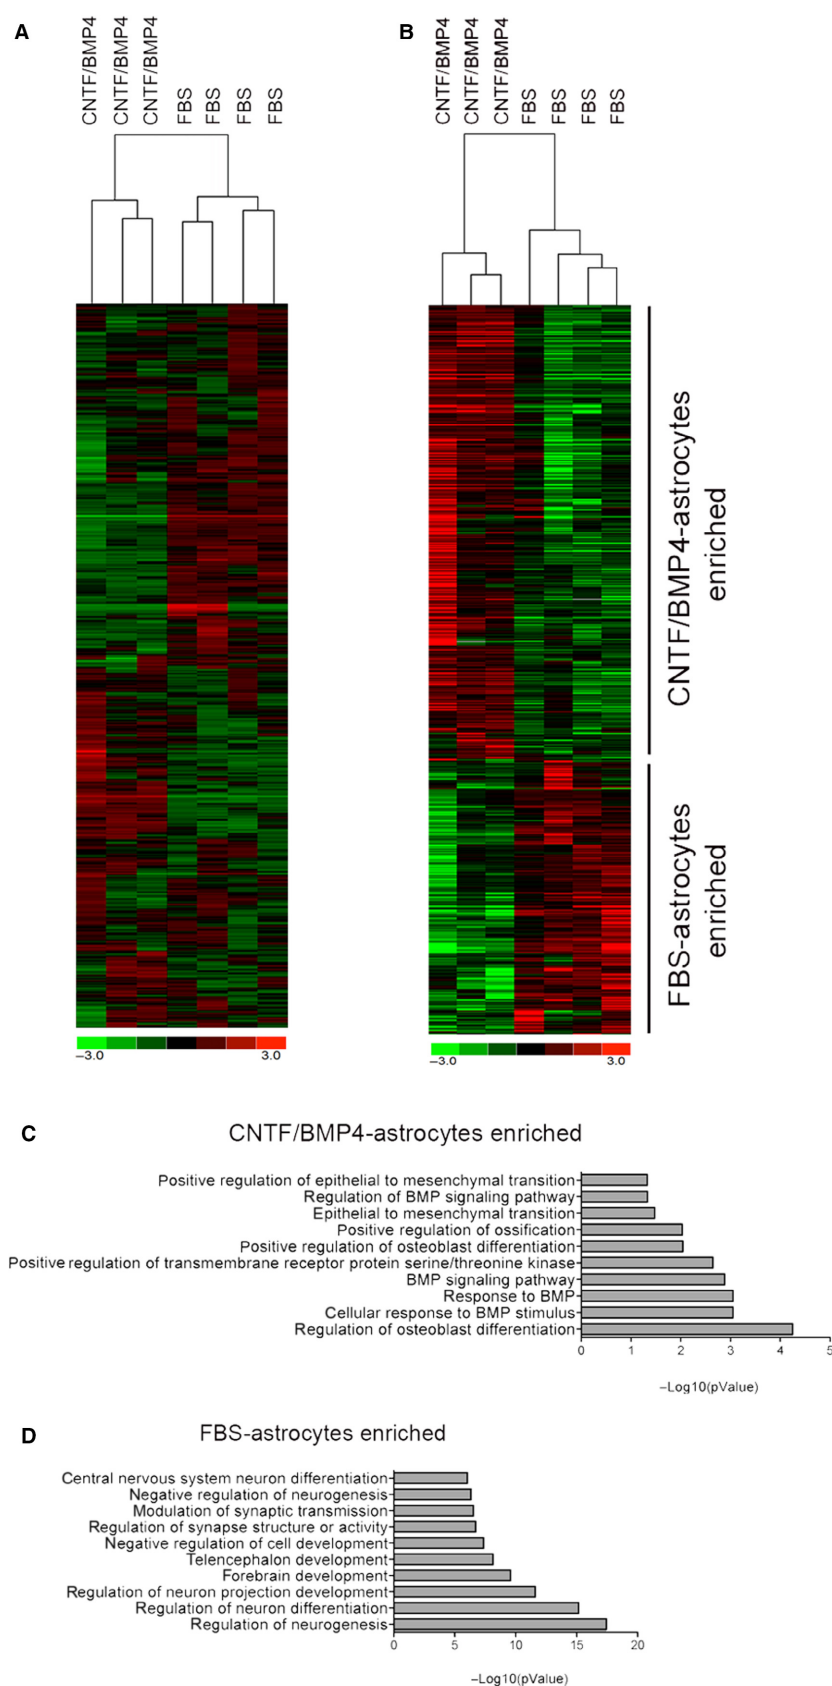 A
CNTF/BMP4
CNTF/BMP4
CNTF/BMP4
FBS
FBS
FBS
FBS
–3.0
3.0
B
CNTF/BMP4
CNTF/BMP4
CNTF/BMP4
FBS
FBS
FBS
FBS
CNTF/BMP4-astrocytes
enriched
FBS-astrocytes
enriched
–3.0
3.0
C
CNTF/BMP4-astrocytes enriched
Positive regulation of epithelial to mesenchymal transition
Regulation of BMP signaling pathway
Epithelial to mesenchymal transition
Positive regulation of ossification
Positive regulation of osteoblast differentiation
Positive regulation of transmembrane receptor protein serine/threonine kinase
BMP signaling pathway
Response to BMP
Cellular response to BMP stimulus
Regulation of osteoblast differentiation
0 1 2 3 4 5
–Log10(pValue)
D
FBS-astrocytes enriched
Central nervous system neuron differentiation
Negative regulation of neurogenesis
Modulation of synaptic transmission
Regulation of synapse structure or activity
Negative regulation of cell development
Telencephalon development
Forebrain development
Regulation of neuron projection development
Regulation of neuron differentiation
Regulation of neurogenesis
0 5 10 15 20
–Log10(pValue)